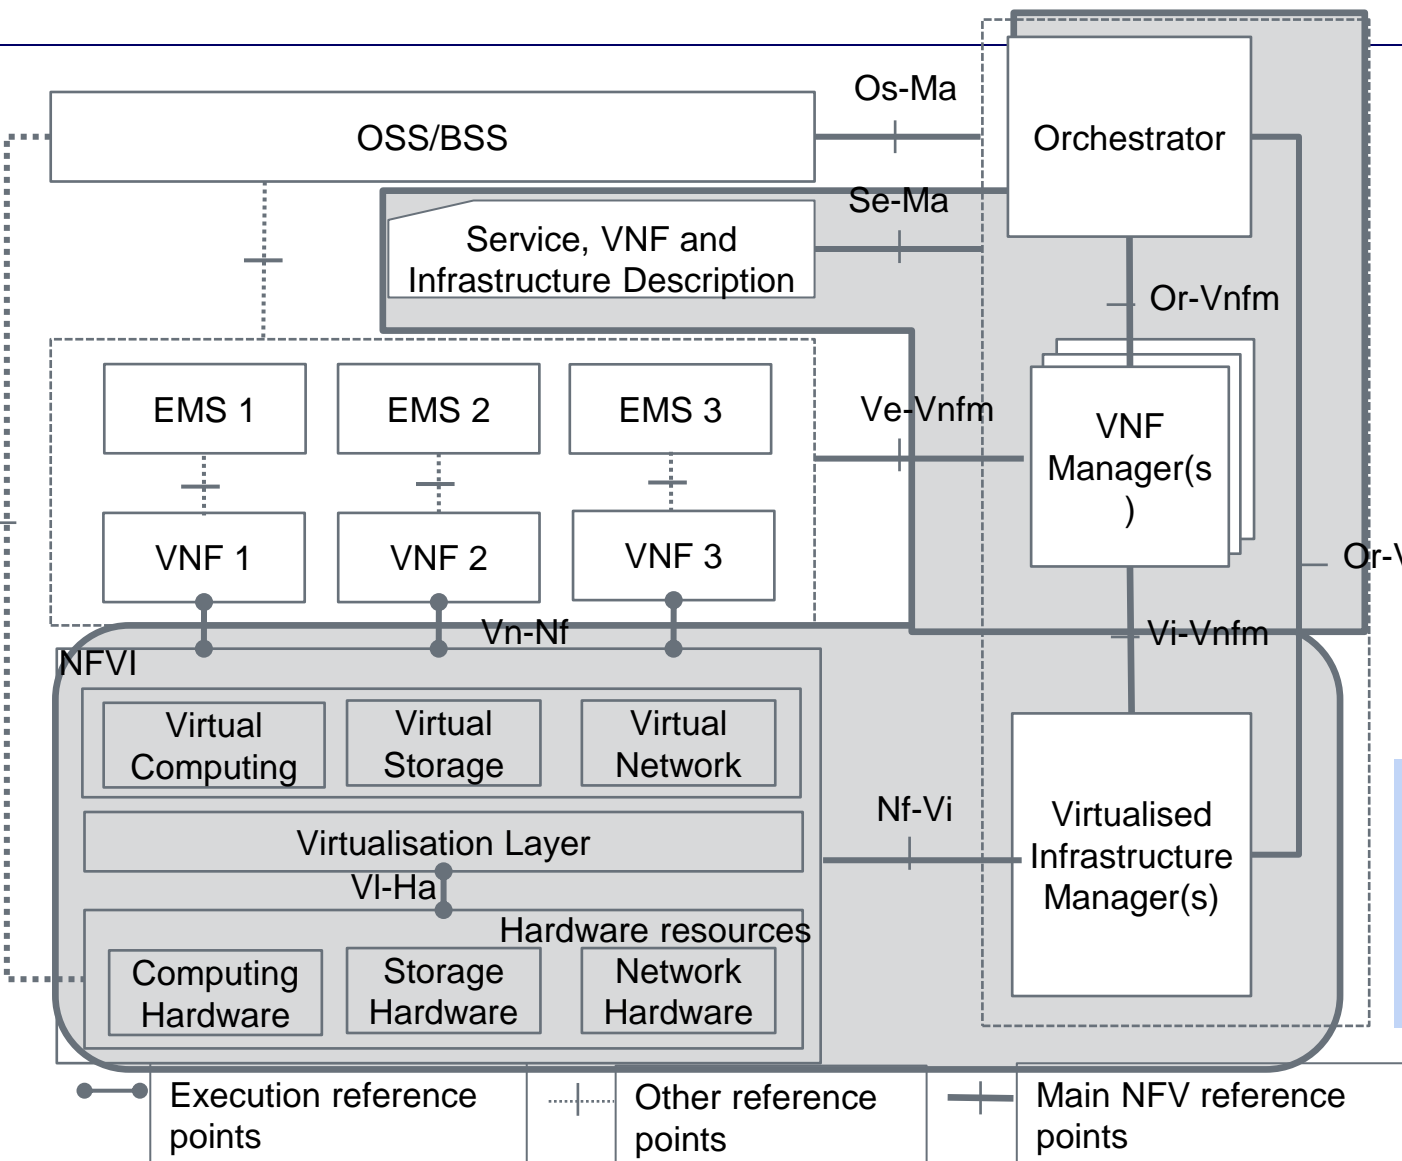 Os-Ma
OSS/BSS
Orchestrator
Se-Ma
Service, VNF and
Infrastructure Description
Or-Vnfm
EMS 1
EMS 2
EMS 3
Ve-Vnfm
VNF
Manager(s
)
VNF 1
VNF 2
VNF 3
Or-V
Vn-Nf
Vi-Vnfm
NFVI
Virtual
Computing
Virtual
Storage
Virtual
Network
Nf-Vi
Virtualised
Infrastructure
Manager(s)
Virtualisation Layer
Vl-Ha
Hardware resources
Computing
Hardware
Storage
Hardware
Network
Hardware
Execution reference
points
Other reference
points
Main NFV reference
points